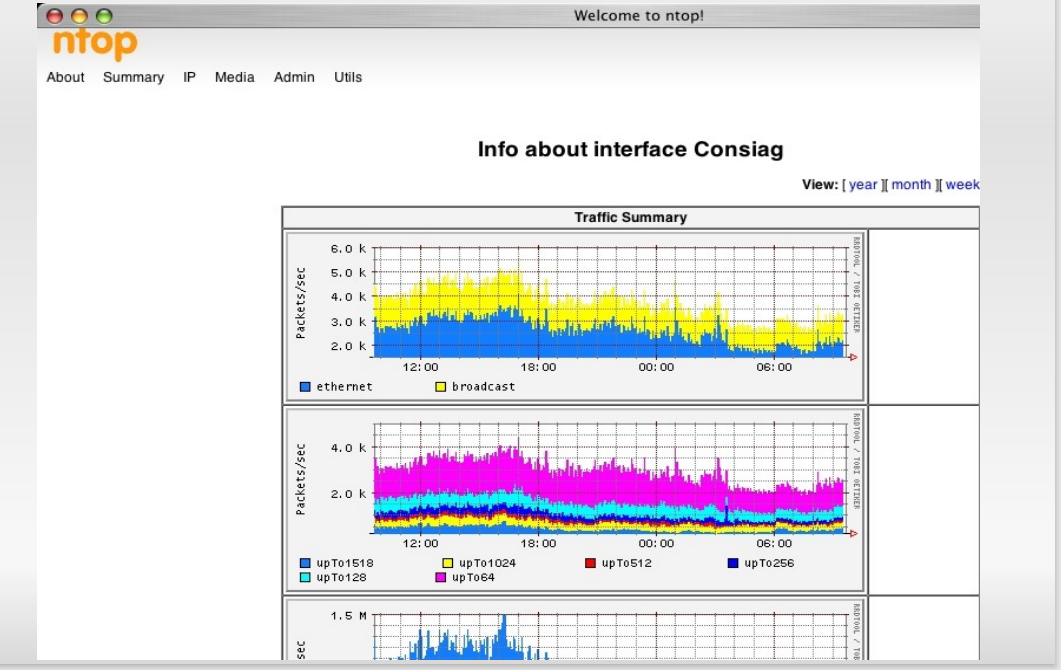 Welcome to ntop!
ntop
About Summary IP Media Admin Utils
Info about interface Consiag
View: [ year ][ month ][ week
Traffic Summary
Packets/sec
6.0 k
5.0 k
4.0 k
3.0 k
2.0 k
12:00 18:00 00:00 06:00
ethernet broadcast
RRDTOOL / TOBI OETIKER
Packets/sec
4.0 k
2.0 k
12:00 18:00 00:00 06:00
upTo1518 upTo1024 upTo512 upTo256
upTo128 upTo64
RRDTOOL / TOBI OETIKER
1.5 M
sec
RRDTOOL / TOB